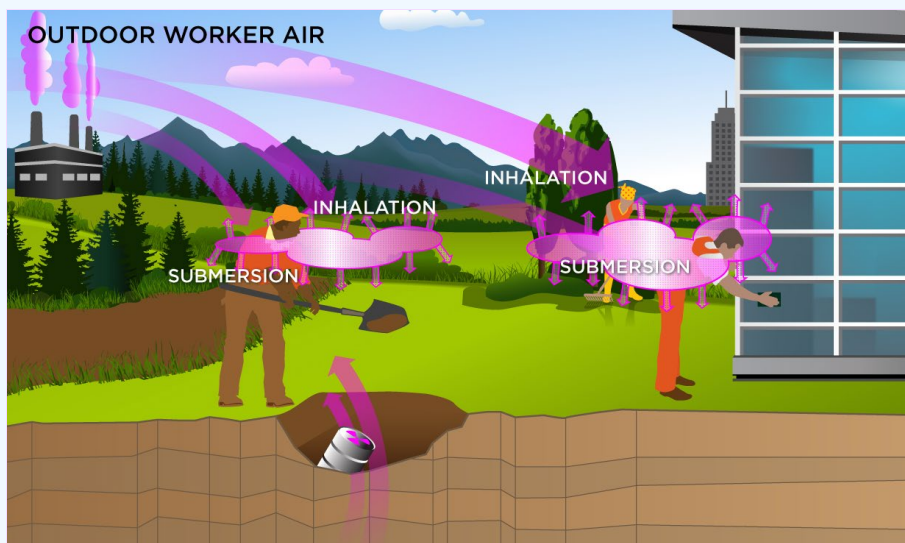 OUTDOOR WORKER AIR
INHALATION
INHALATION
SUBMERSION
SUBMERSION